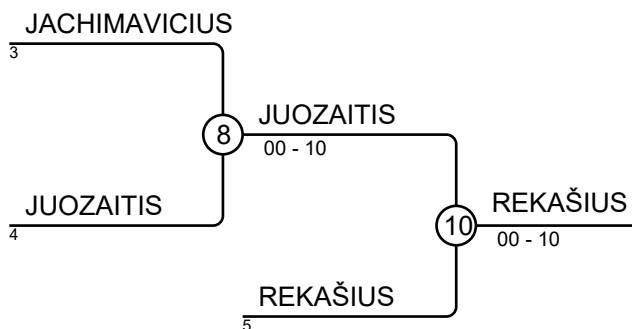 JACHIMAVICIUS
3
8
JUOZAITIS
00 - 10
JUOZAITIS
4
10
REKAŠIUS
00 - 10
REKAŠIUS
5